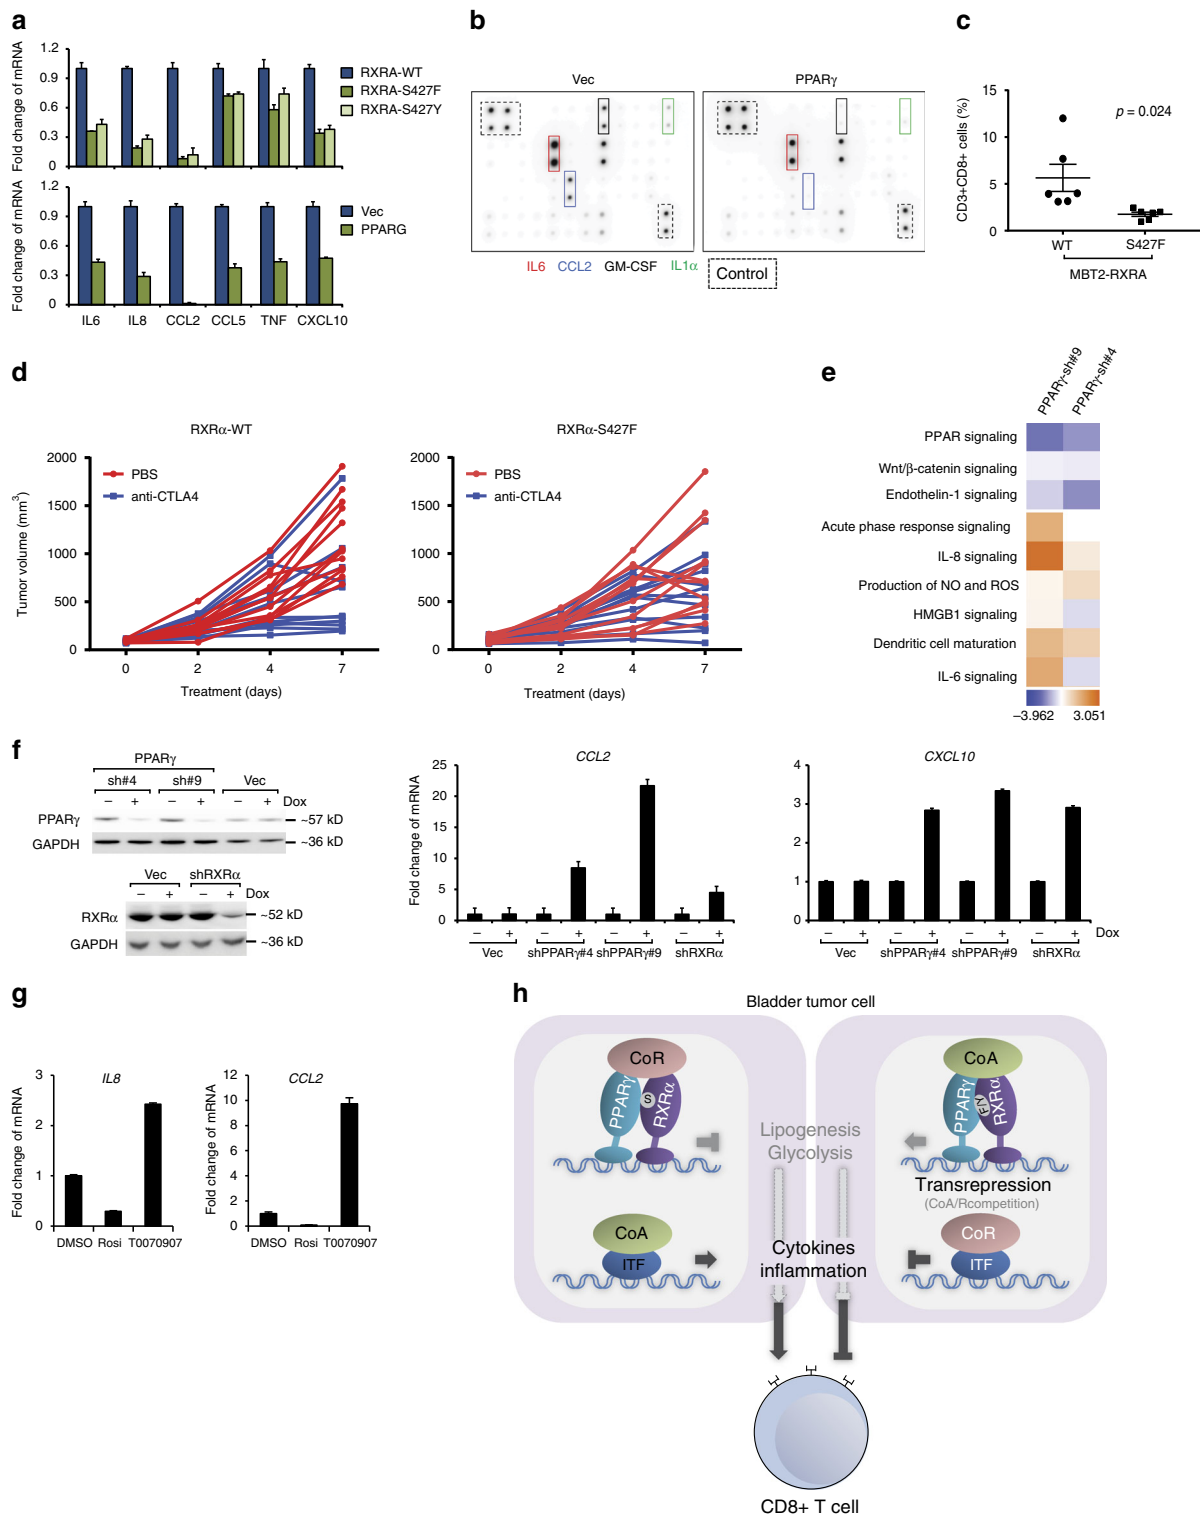 a
Fold change of mRNA
1.2
0.9
0.6
0.3
0
RXRA-WT
RXRA-S427F
RXRA-S427Y
Fold change of mRNA
1.2
0.9
0.6
0.3
0
Vec
PPARG
IL6 IL8 CCL2 CCL5 TNF CXCL10
b
Vec PPARγ
IL6 CCL2 GM-CSF IL1α Control
c
CD3+CD8+ cells (%)
15
10
5
0
p = 0.024
WT S427F
MBT2-RXRA
d
RXRα-WT
Tumor volume (mm³)
2000
1500
1000
500
0
PBS
anti-CTLA4
0 2 4 7
Treatment (days)
RXRα-S427F
2000
1500
1000
500
0
PBS
anti-CTLA4
0 2 4 7
Treatment (days)
e
PPARγ-sh#9
PPARγ-sh#4
PPAR signaling
Wnt/β-catenin signaling
Endothelin-1 signaling
Acute phase response signaling
IL-8 signaling
Production of NO and ROS
HMGB1 signaling
Dendritic cell maturation
IL-6 signaling
−3.962 3.051
f
PPARγ
sh#4 sh#9 Vec
− + − + − + Dox
PPARγ ~57 kD
GAPDH ~36 kD
Vec shRXRα
− + − + Dox
RXRα ~52 kD
GAPDH ~36 kD
CCL2
Fold change of mRNA
25
20
15
10
5
0
− + − + − + − + Dox
Vec shPPARγ#4 shPPARγ#9 shRXRα
CXCL10
4
3
2
1
0
− + − + − + − + Dox
Vec shPPARγ#4 shPPARγ#9 shRXRα
g
IL8
Fold change of mRNA
3
2
1
0
DMSO Rosi T0070907
CCL2
Fold change of mRNA
12
10
8
6
4
2
0
DMSO Rosi T0070907
h
Bladder tumor cell
CoR
PPARγ
S
RXRα
CoA
ITF
Lipogenesis
Glycolysis
Cytokines
inflammation
CoA
PPARγ
F/Y
RXRα
Transrepression
(CoA/Rcompetition)
CoR
ITF
CD8+ T cell